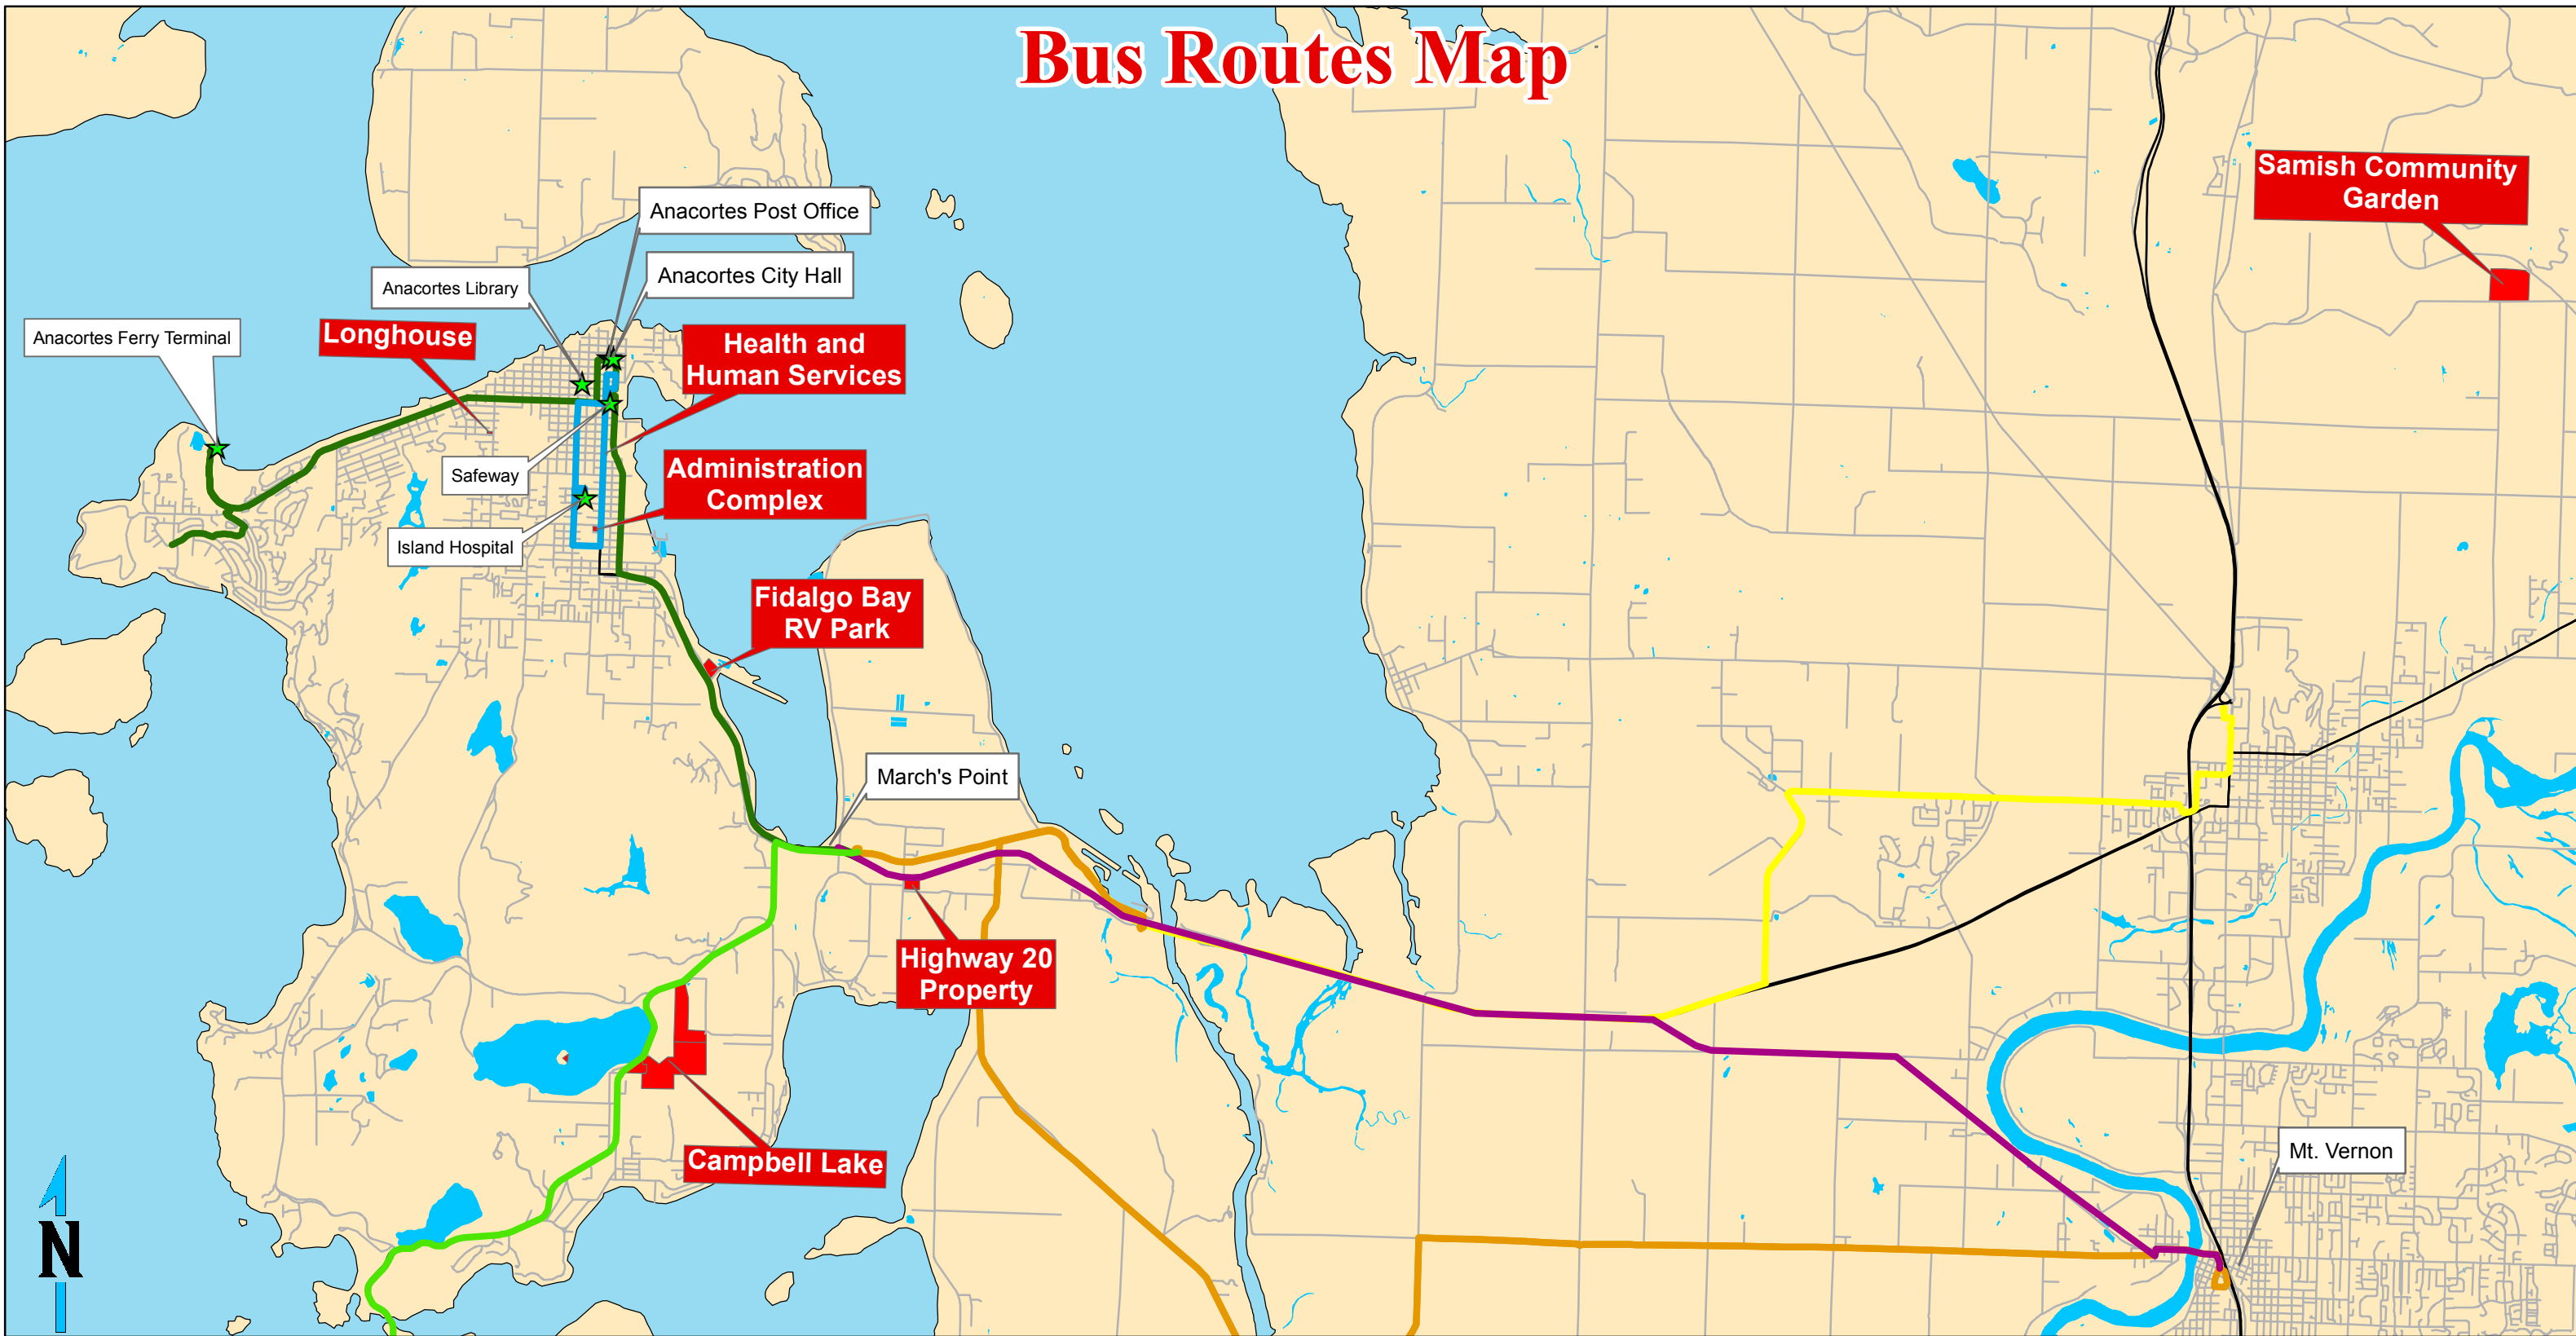 Bus Routes Map
Samish Community
Garden
Anacortes Post Office
Anacortes City Hall
Anacortes Library
Anacortes Ferry Terminal
Longhouse
Health and
Human Services
Safeway
Administration
Complex
Island Hospital
Fidalgo Bay
RV Park
March's Point
Highway 20
Property
Campbell Lake
Mt. Vernon
N